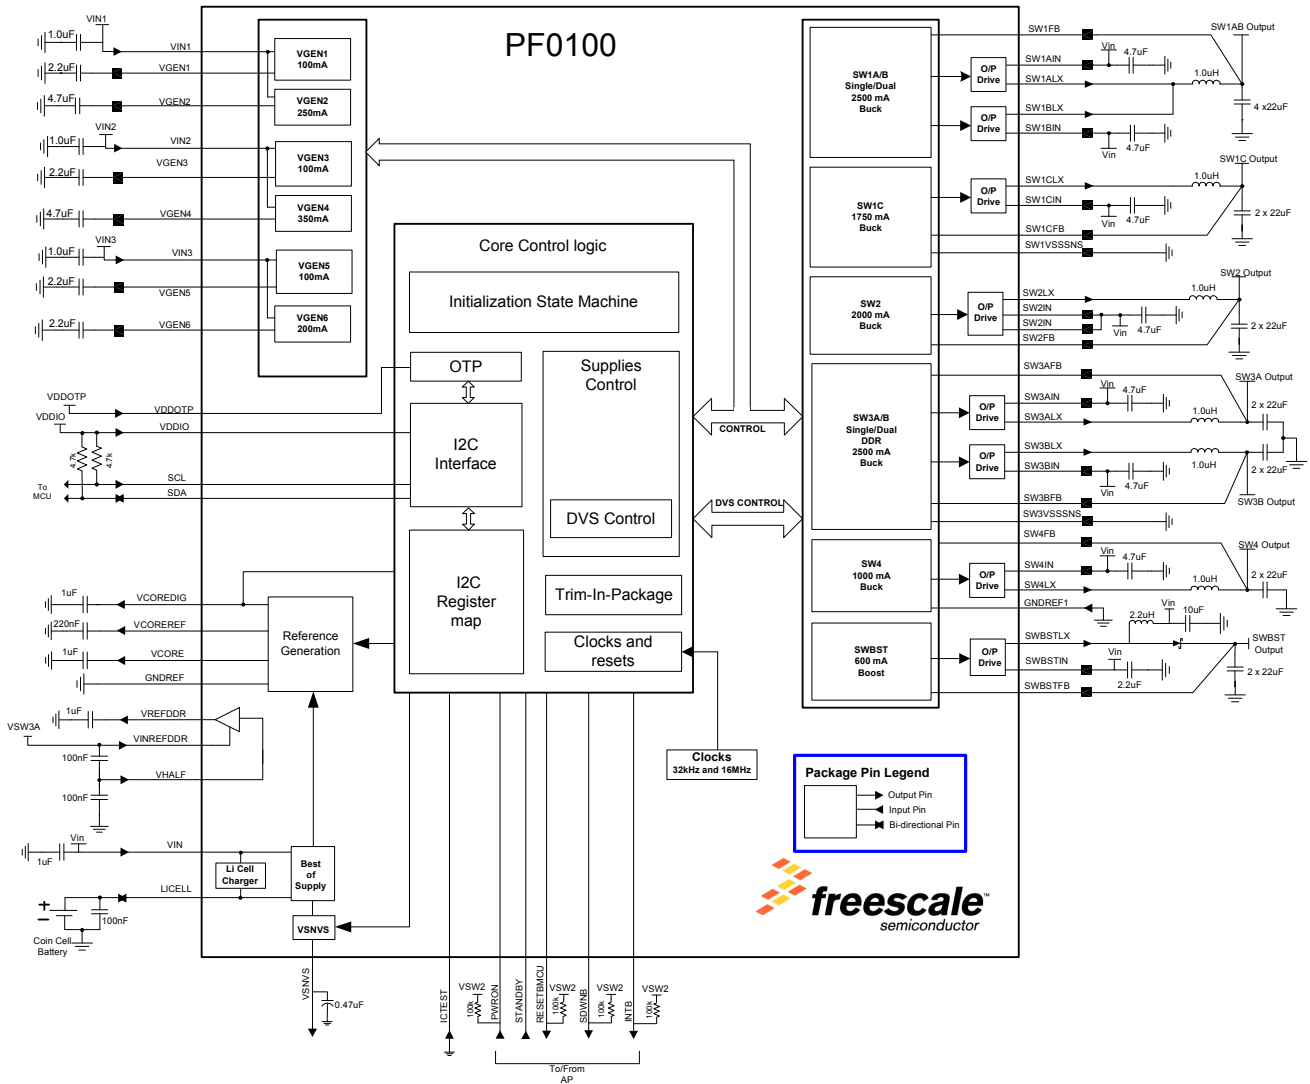 PF0100
VIN1
1.0uF
VIN1
2.2uF
VGEN1
4.7uF
VGEN2
VIN2
1.0uF
VIN2
VGEN3
2.2uF
4.7uF
VGEN4
VIN3
1.0uF
VIN3
2.2uF
VGEN5
2.2uF
VGEN6
VGEN1
100mA
VGEN2
250mA
VGEN3
100mA
VGEN4
350mA
VGEN5
100mA
VGEN6
200mA
VDDOTP
VDDOTP
VDDIO
VDDIO
4.7k
4.7k
To
MCU
SCL
SDA
1uF
VCOREDIG
220nF
VCOREREF
1uF
VCORE
GNDREF
Reference
Generation
1uF
VREFDDR
VSW3A
VINREFDDR
100nF
VHALF
100nF
Vin
VIN
1uF
Li Cell
Charger
Best
of
Supply
LICELL
100nF
Coin Cell
Battery
VSNVS
VSNVS
0.47uF
Core Control logic
Initialization State Machine
OTP
I2C
Interface
I2C
Register
map
Supplies
Control
DVS Control
Trim-In-Package
Clocks and
resets
CONTROL
DVS CONTROL
Clocks
32kHz and 16MHz
ICTEST
VSW2
100k
PWRON
STANDBY
RESETBMCU
VSW2
100k
SDWNB
VSW2
100k
INTB
VSW2
100k
To/From
AP
SW1A/B
Single/Dual
2500 mA
Buck
O/P
Drive
O/P
Drive
SW1FB
SW1AIN
Vin
4.7uF
SW1ALX
1.0uH
SW1AB Output
4 x22uF
SW1BLX
SW1BIN
Vin
4.7uF
SW1C
1750 mA
Buck
O/P
Drive
SW1CLX
1.0uH
SW1C Output
SW1CIN
Vin
4.7uF
2 x 22uF
SW1CFB
SW1VSSSNS
SW2
2000 mA
Buck
O/P
Drive
SW2LX
1.0uH
SW2 Output
SW2IN
SW2IN
Vin
4.7uF
2 x 22uF
SW2FB
SW3A/B
Single/Dual
DDR
2500 mA
Buck
O/P
Drive
O/P
Drive
SW3AFB
SW3A Output
SW3AIN
Vin
4.7uF
2 x 22uF
SW3ALX
1.0uH
SW3BLX
1.0uH
SW3BIN
Vin
4.7uF
2 x 22uF
SW3BFB
SW3B Output
SW3VSSSNS
SW4
1000 mA
Buck
O/P
Drive
SW4FB
SW4 Output
SW4IN
Vin
4.7uF
2 x 22uF
SW4LX
1.0uH
GNDREF1
SWBST
600 mA
Boost
O/P
Drive
2.2uH
Vin
10uF
SWBSTLX
SWBST
Output
SWBSTIN
Vin
2.2uF
2 x 22uF
SWBSTFB
Package Pin Legend
Output Pin
Input Pin
Bi-directional Pin
freescale™
semiconductor